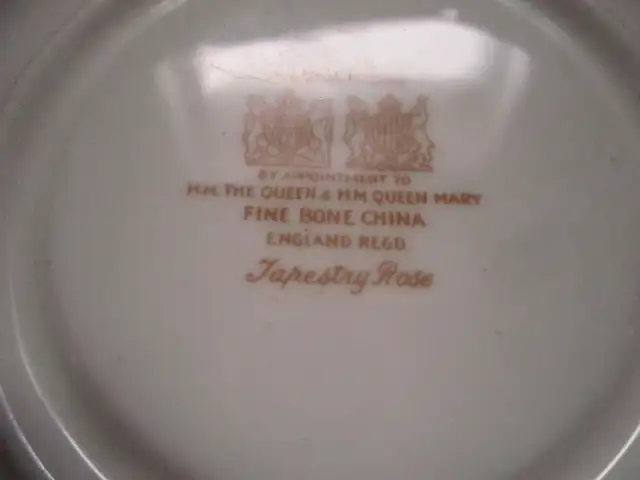 BY APPOINTMENT TO
H.M. THE QUEEN & H.M QUEEN MARY
FINE BONE CHINA
ENGLAND REGD
Tapestry Rose